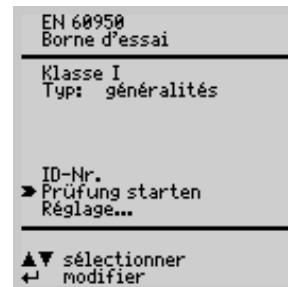 EN 60950
Borne d'essai
Klasse I
Typ: généralités
ID-Nr.
Prüfung starten
Réglage...
▲▼ sélectionner
↵ modifier